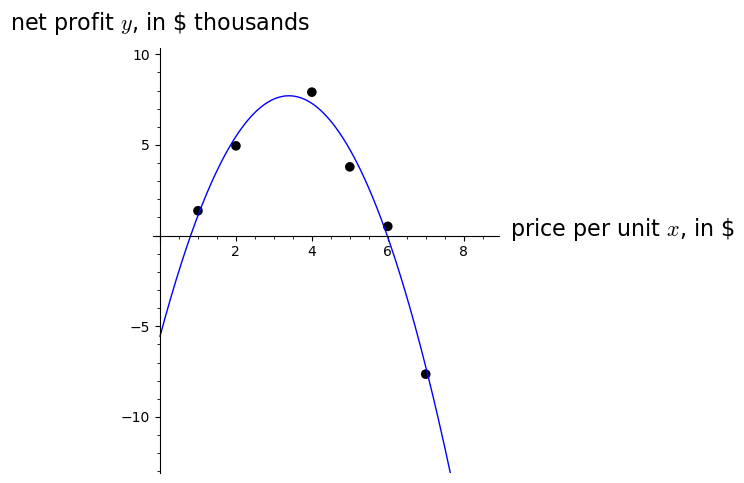 net profit y, in $ thousands
10
5
price per unit x, in $
2 4 6 8
−5
−10